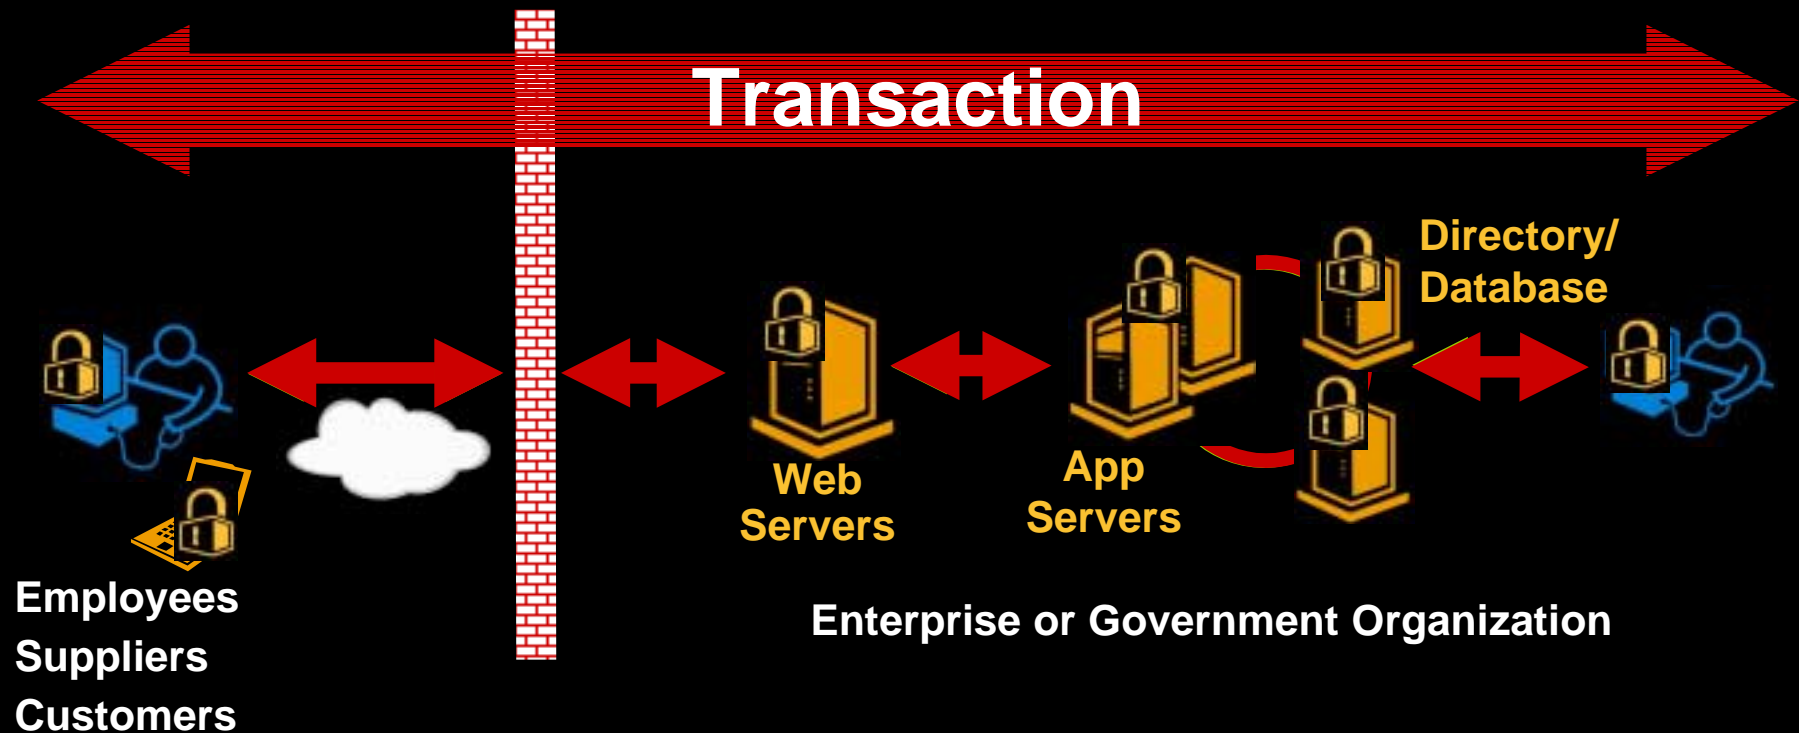 Transaction
Directory/
Database
Web
Servers
App
Servers
Employees
Suppliers
Customers
Enterprise or Government Organization